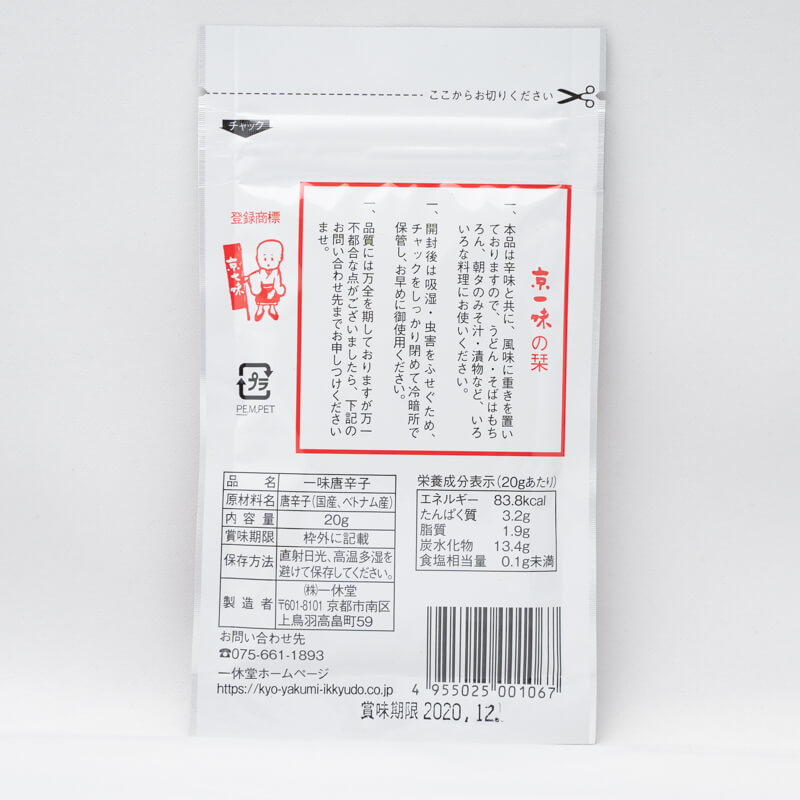 ここからお切りください
チャック
登録商標
京七味
PE.M,PET
プラ
京一味の栞
一、本品は辛味と共に、風味に重きを置い
ておりますので、うどん・そばはもち
ろん、朝夕のみそ汁・漬物など、いろ
いろな料理にお使いください。
一、開封後は吸湿・虫害をふせぐため、
チャックをしっかり閉めて冷暗所で
保管し、お早めに御使用ください。
一、品質には万全を期しておりますが万一
不都合な点がございましたら、下記の
お問い合わせ先までお申しつけください
ませ。
品名 一味唐辛子
原材料名 唐辛子(国産、ベトナム産)
内容量 20g
賞味期限 枠外に記載
保存方法 直射日光、高温多湿を
避けて保存してください。
製造者 ㈱一休堂
〒601-8101 京都市南区
上鳥羽高畠町59
お問い合わせ先
☎075-661-1893
一休堂ホームページ
https://kyo-yakumi-ikkyudo.co.jp
栄養成分表示(20gあたり)
エネルギー 83.8kcal
たんぱく質 3.2g
脂質 1.9g
炭水化物 13.4g
食塩相当量 0.1g未満
4 955025 001067
賞味期限 2020.12.